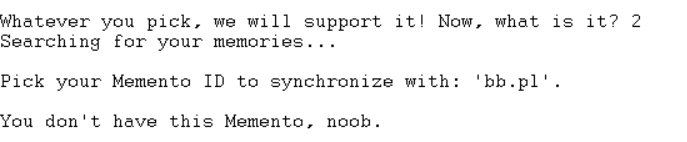 Whatever you pick, we will support it! Now, what is it? 2
Searching for your memories...
Pick your Memento ID to synchronize with: 'bb.pl'.
You don't have this Memento, noob.